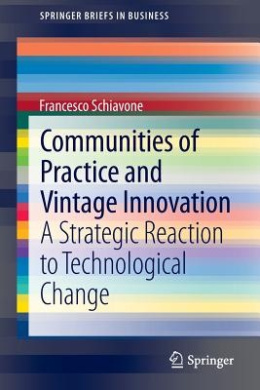 SPRINGER BRIEFS IN BUSINESS
Francesco Schiavone
Communities of
Practice and
Vintage Innovation
A Strategic Reaction
to Technological
Change
Springer